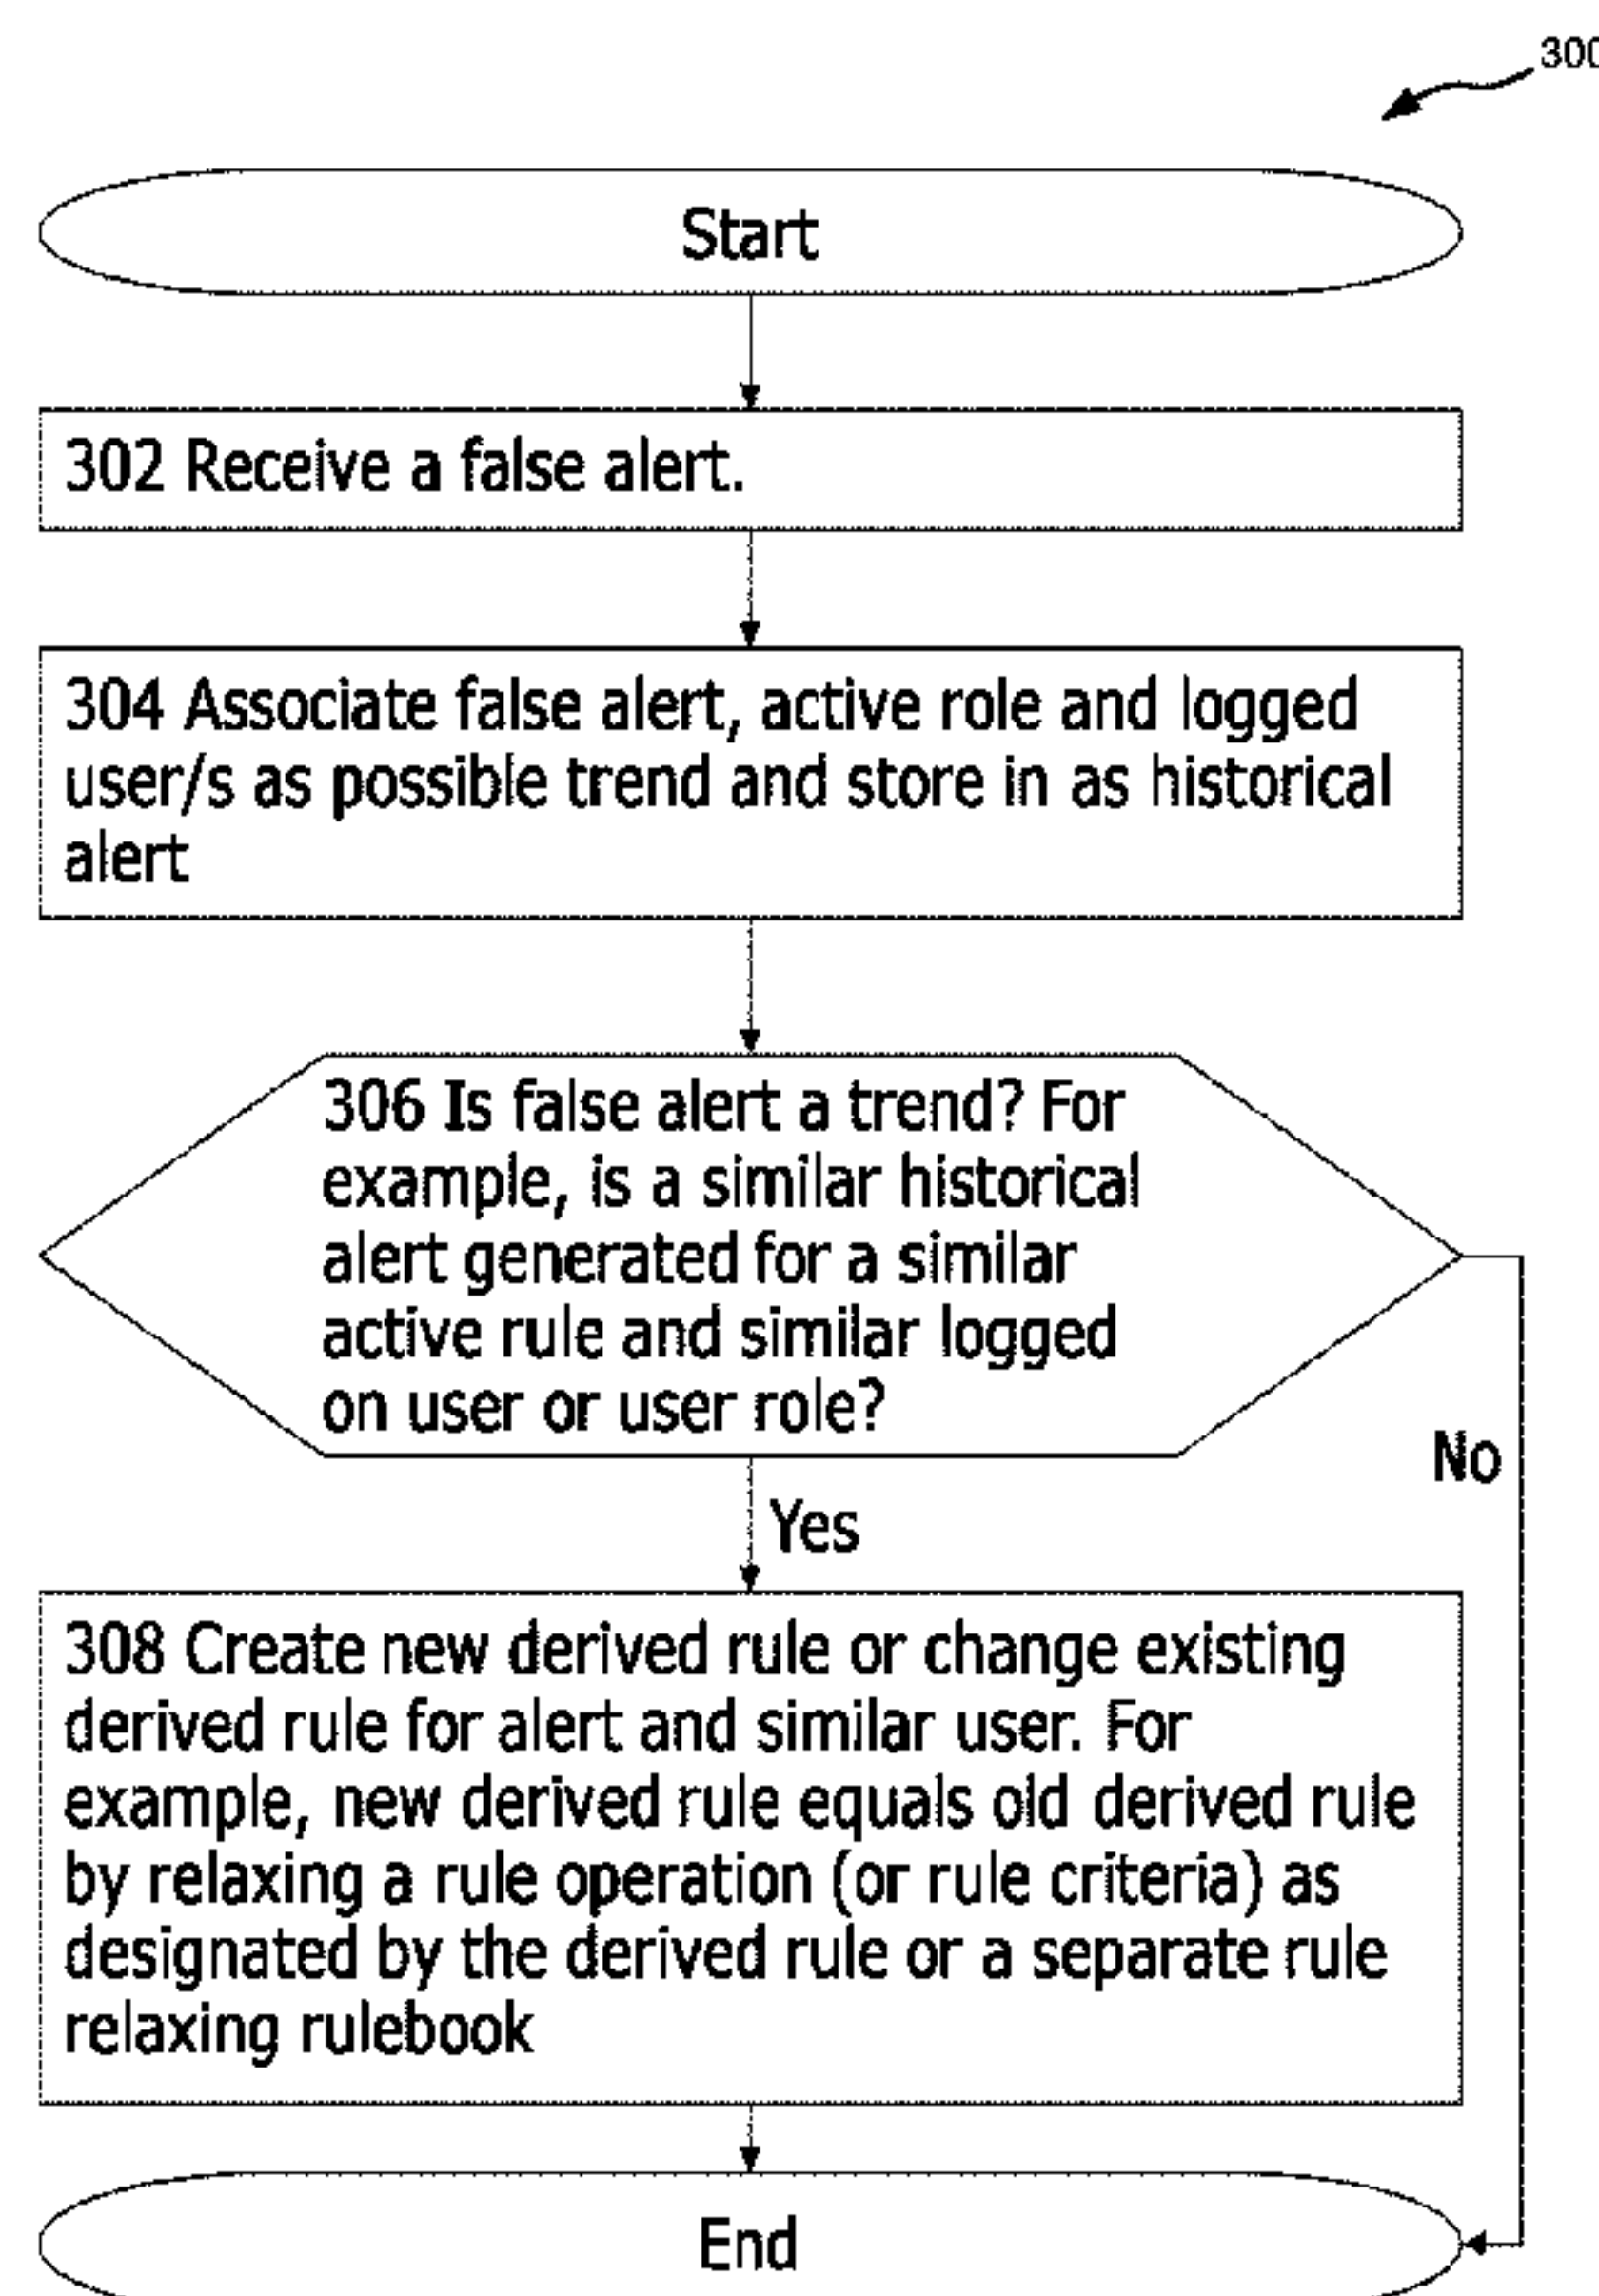 300
Start
302 Receive a false alert.
304 Associate false alert, active role and logged
user/s as possible trend and store in as historical
alert
306 Is false alert a trend? For
example, is a similar historical
alert generated for a similar
active rule and similar logged
on user or user role?
No
Yes
308 Create new derived rule or change existing
derived rule for alert and similar user. For
example, new derived rule equals old derived rule
by relaxing a rule operation (or rule criteria) as
designated by the derived rule or a separate rule
relaxing rulebook
End